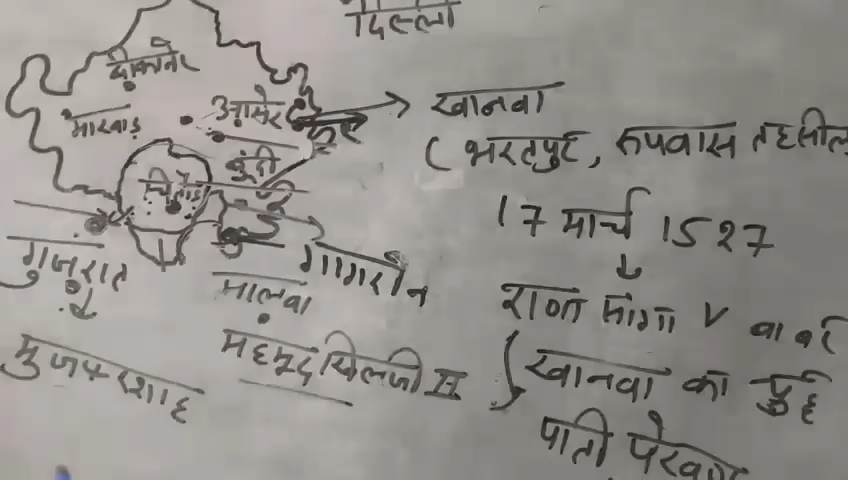 दिल्ली
बीकानेर
मारवाड़
आमेर
खानवा
(भरतपुर, रूपवास तहसील
बूंदी
चित्तौड़
17 मार्च 1527
गुजरात
गागरोन
मालवा
राणा सांगा V बाबर
मुजफ्फरशाह
महमूद खिलजी II
खानवा का युद्ध
पाती पेरवण